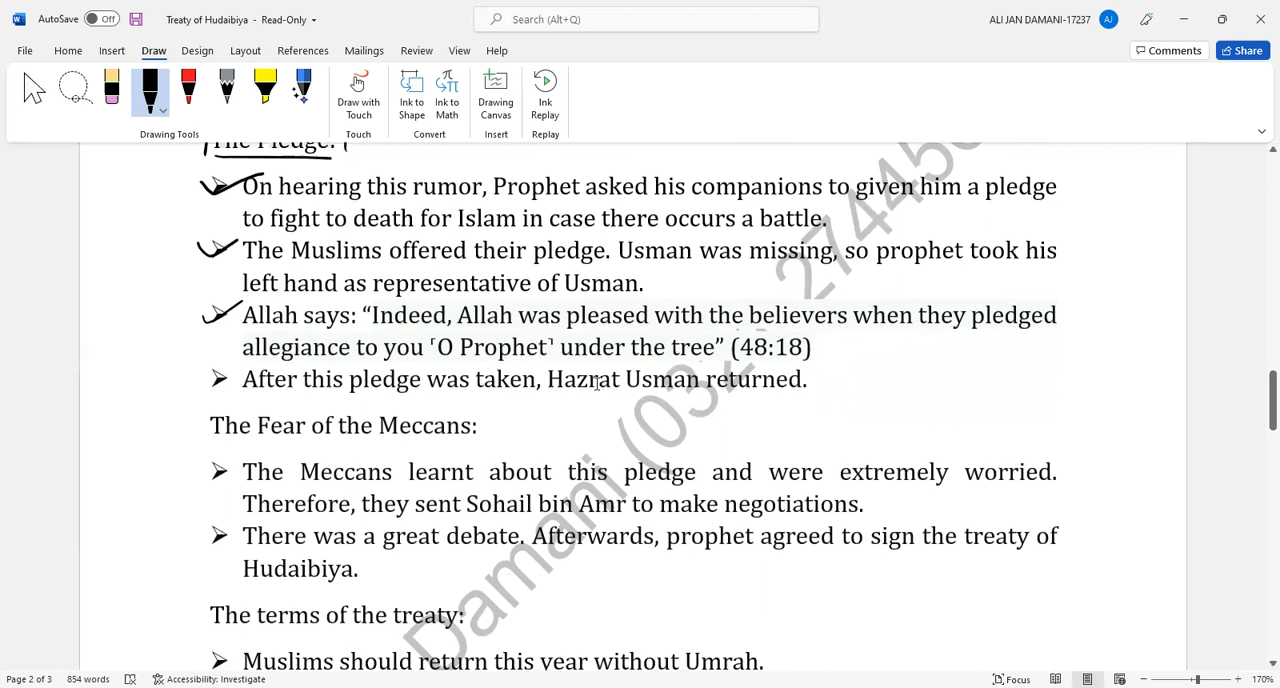 AutoSave Off Treaty of Hudaibiya - Read-Only Search (Alt+Q) ALI JAN DAMANI-17237 AJ
File Home Insert Draw Design Layout References Mailings Review View Help Comments Share
Draw with Touch Ink to Shape Ink to Math Drawing Canvas Ink Replay
Drawing Tools Touch Convert Insert Replay
The Pledge:
➢ On hearing this rumor, Prophet asked his companions to given him a pledge
to fight to death for Islam in case there occurs a battle.
➢ The Muslims offered their pledge. Usman was missing, so prophet took his
left hand as representative of Usman.
➢ Allah says: “Indeed, Allah was pleased with the believers when they pledged
allegiance to you ˹O Prophet˺ under the tree” (48:18)
➢ After this pledge was taken, Hazrat Usman returned.
The Fear of the Meccans:
➢ The Meccans learnt about this pledge and were extremely worried.
Therefore, they sent Sohail bin Amr to make negotiations.
➢ There was a great debate. Afterwards, prophet agreed to sign the treaty of
Hudaibiya.
The terms of the treaty:
➢ Muslims should return this year without Umrah.
Damani
Page 2 of 3 854 words Accessibility: Investigate Focus 170%